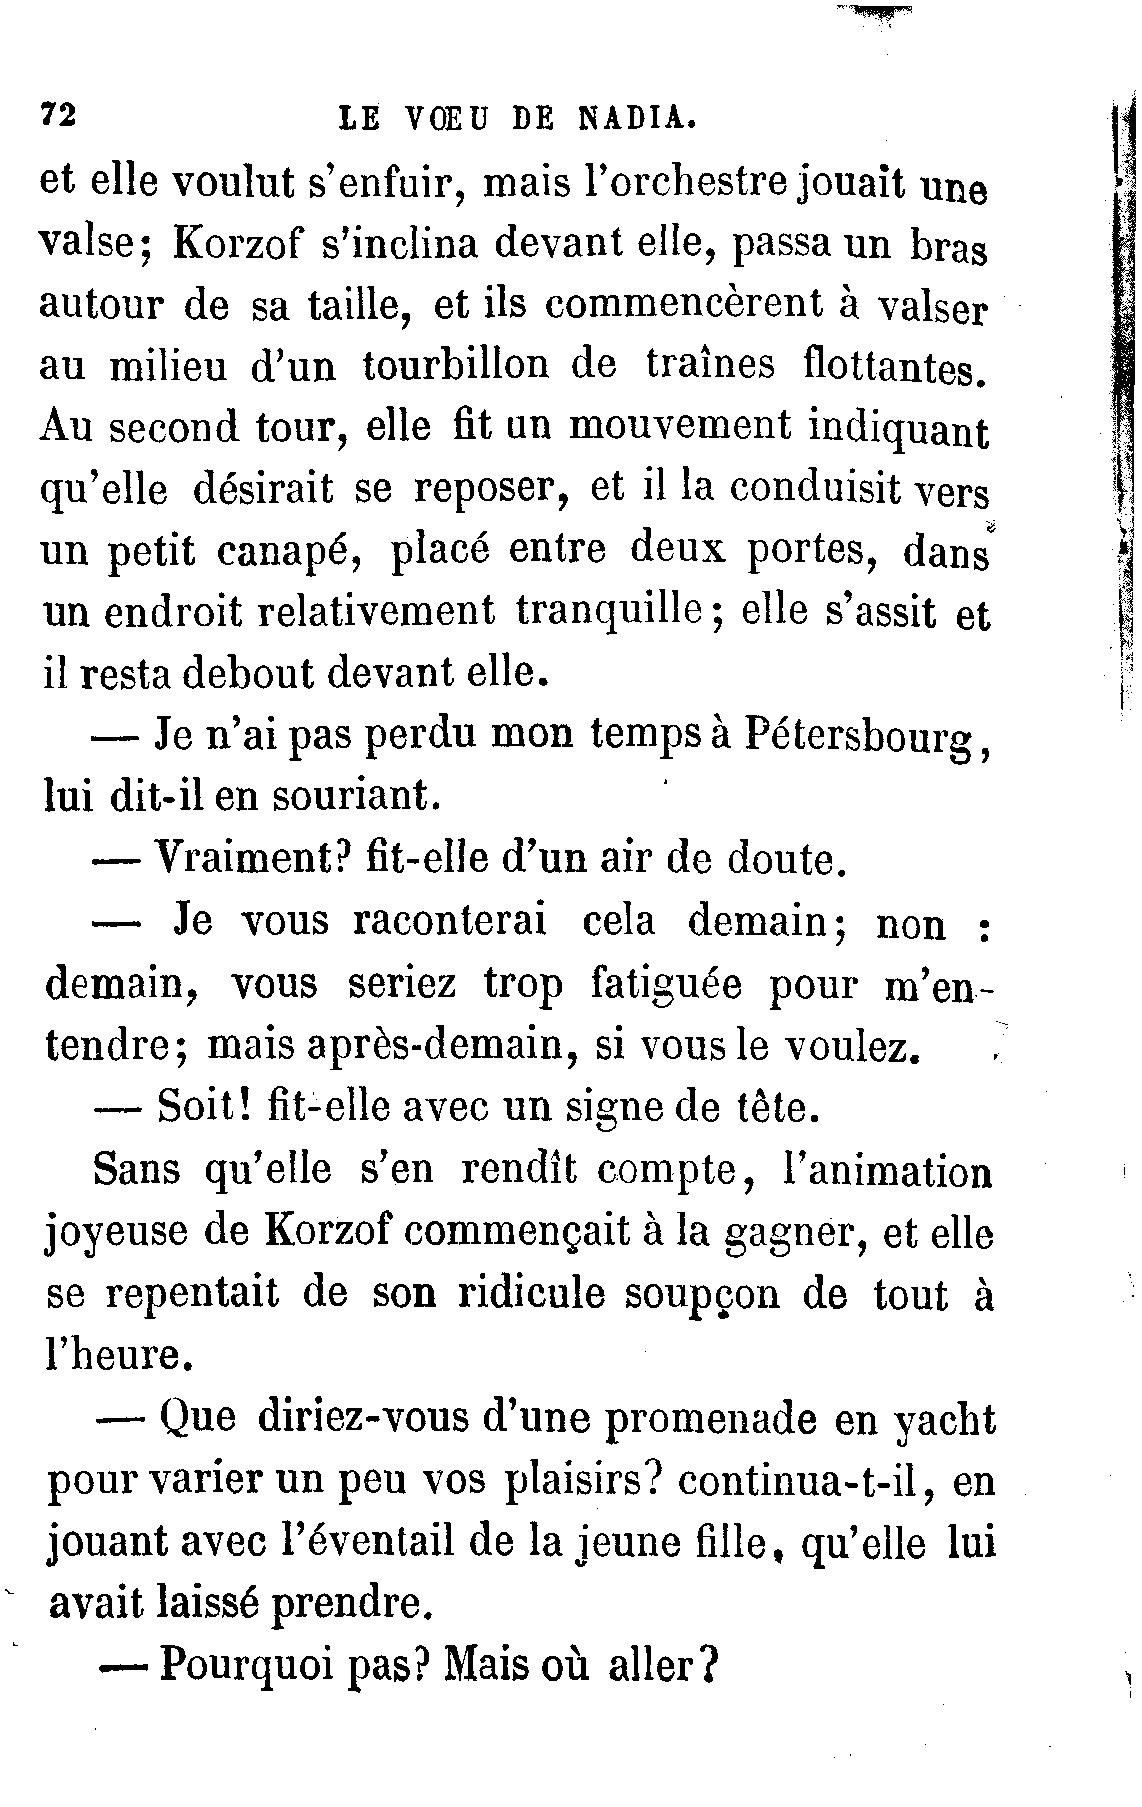 72 LE VŒU DE NADIA.
et elle voulut s'enfuir, mais l'orchestre jouait une
valse; Korzof s'inclina devant elle, passa un bras
autour de sa taille, et ils commencèrent à valser
au milieu d'un tourbillon de traînes flottantes.
Au second tour, elle fit un mouvement indiquant
qu'elle désirait se reposer, et il la conduisit vers
un petit canapé, placé entre deux portes, dans
un endroit relativement tranquille; elle s'assit et
il resta debout devant elle.
— Je n'ai pas perdu mon temps à Pétersbourg,
lui dit-il en souriant.
— Vraiment? fit-elle d'un air de doute.
— Je vous raconterai cela demain; non :
demain, vous seriez trop fatiguée pour m'en-
tendre; mais après-demain, si vous le voulez.
— Soit! fit-elle avec un signe de tête.
Sans qu'elle s'en rendît compte, l'animation
joyeuse de Korzof commençait à la gagner, et elle
se repentait de son ridicule soupçon de tout à
l'heure.
— Que diriez-vous d'une promenade en yacht
pour varier un peu vos plaisirs? continua-t-il, en
jouant avec l'éventail de la jeune fille, qu'elle lui
avait laissé prendre.
— Pourquoi pas? Mais où aller?